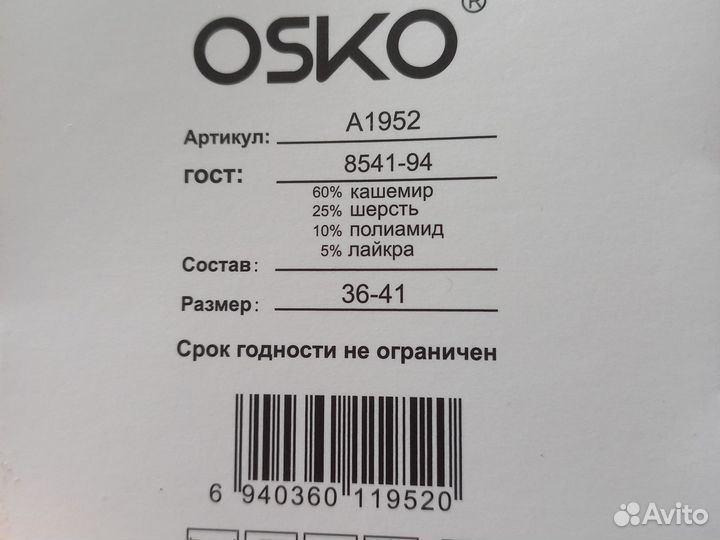 OSKO®
Артикул: A1952
гост: 8541-94
60% кашемир
25% шерсть
10% полиамид
5% лайкра
Состав:
Размер: 36-41
Срок годности не ограничен
6 940360 119520
Avito